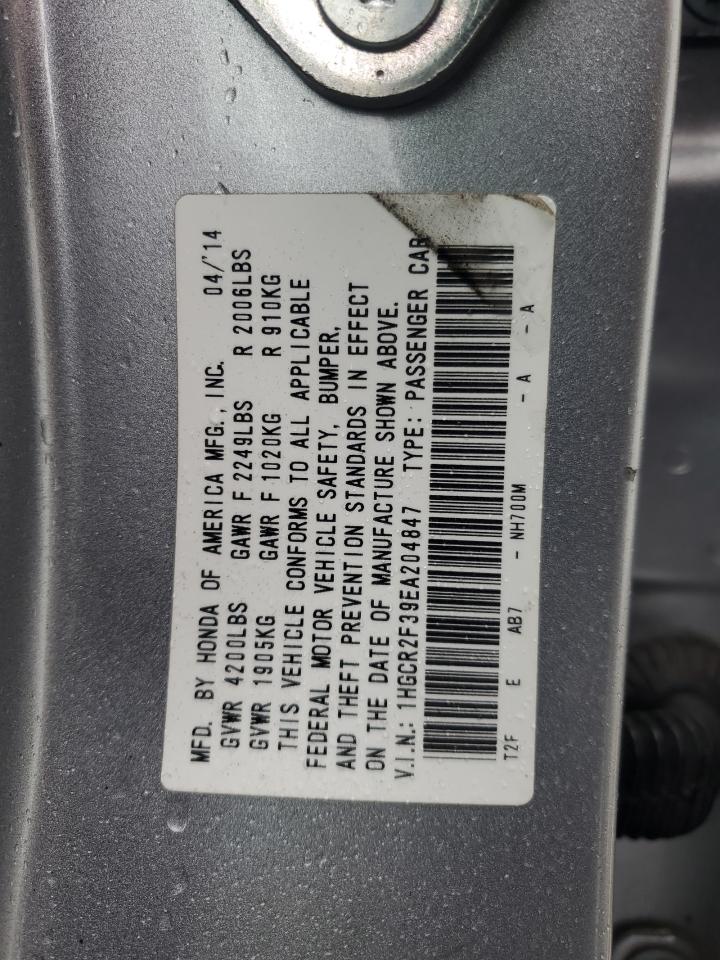 MFD. BY HONDA OF AMERICA MFG., INC. 04/'14
GVWR 4200LBS GAWR F 2249LBS R 2006LBS
GVWR 1905KG GAWR F 1020KG R 910KG
THIS VEHICLE CONFORMS TO ALL APPLICABLE
FEDERAL MOTOR VEHICLE SAFETY, BUMPER,
AND THEFT PREVENTION STANDARDS IN EFFECT
ON THE DATE OF MANUFACTURE SHOWN ABOVE.
V.I.N.: 1HGCR2F39EA204847 TYPE: PASSENGER CAR
T2F E AB7 - NH700M - A - A